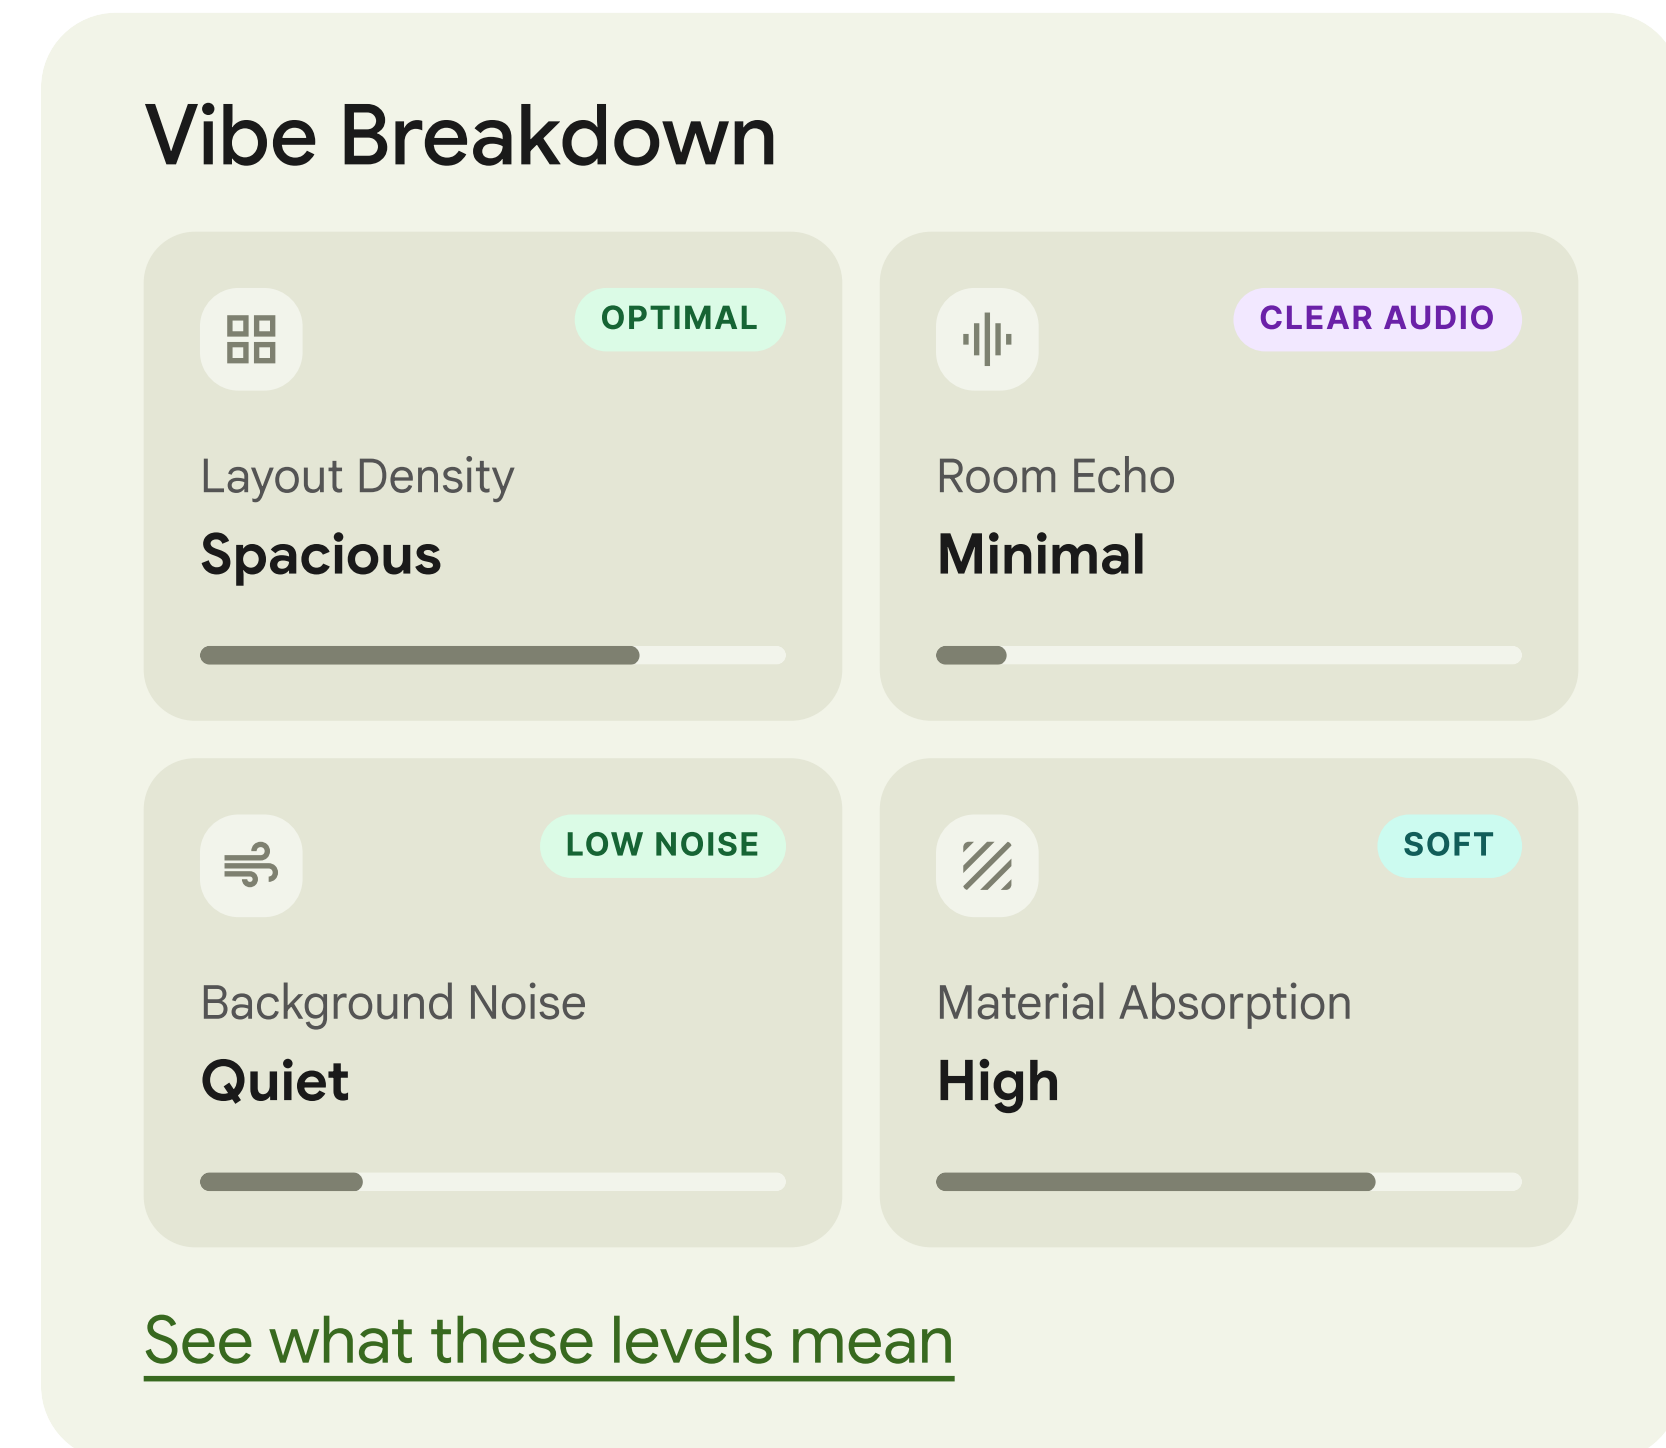 Vibe Breakdown
OPTIMAL
Layout Density
Spacious
CLEAR AUDIO
Room Echo
Minimal
LOW NOISE
Background Noise
Quiet
SOFT
Material Absorption
High
See what these levels mean